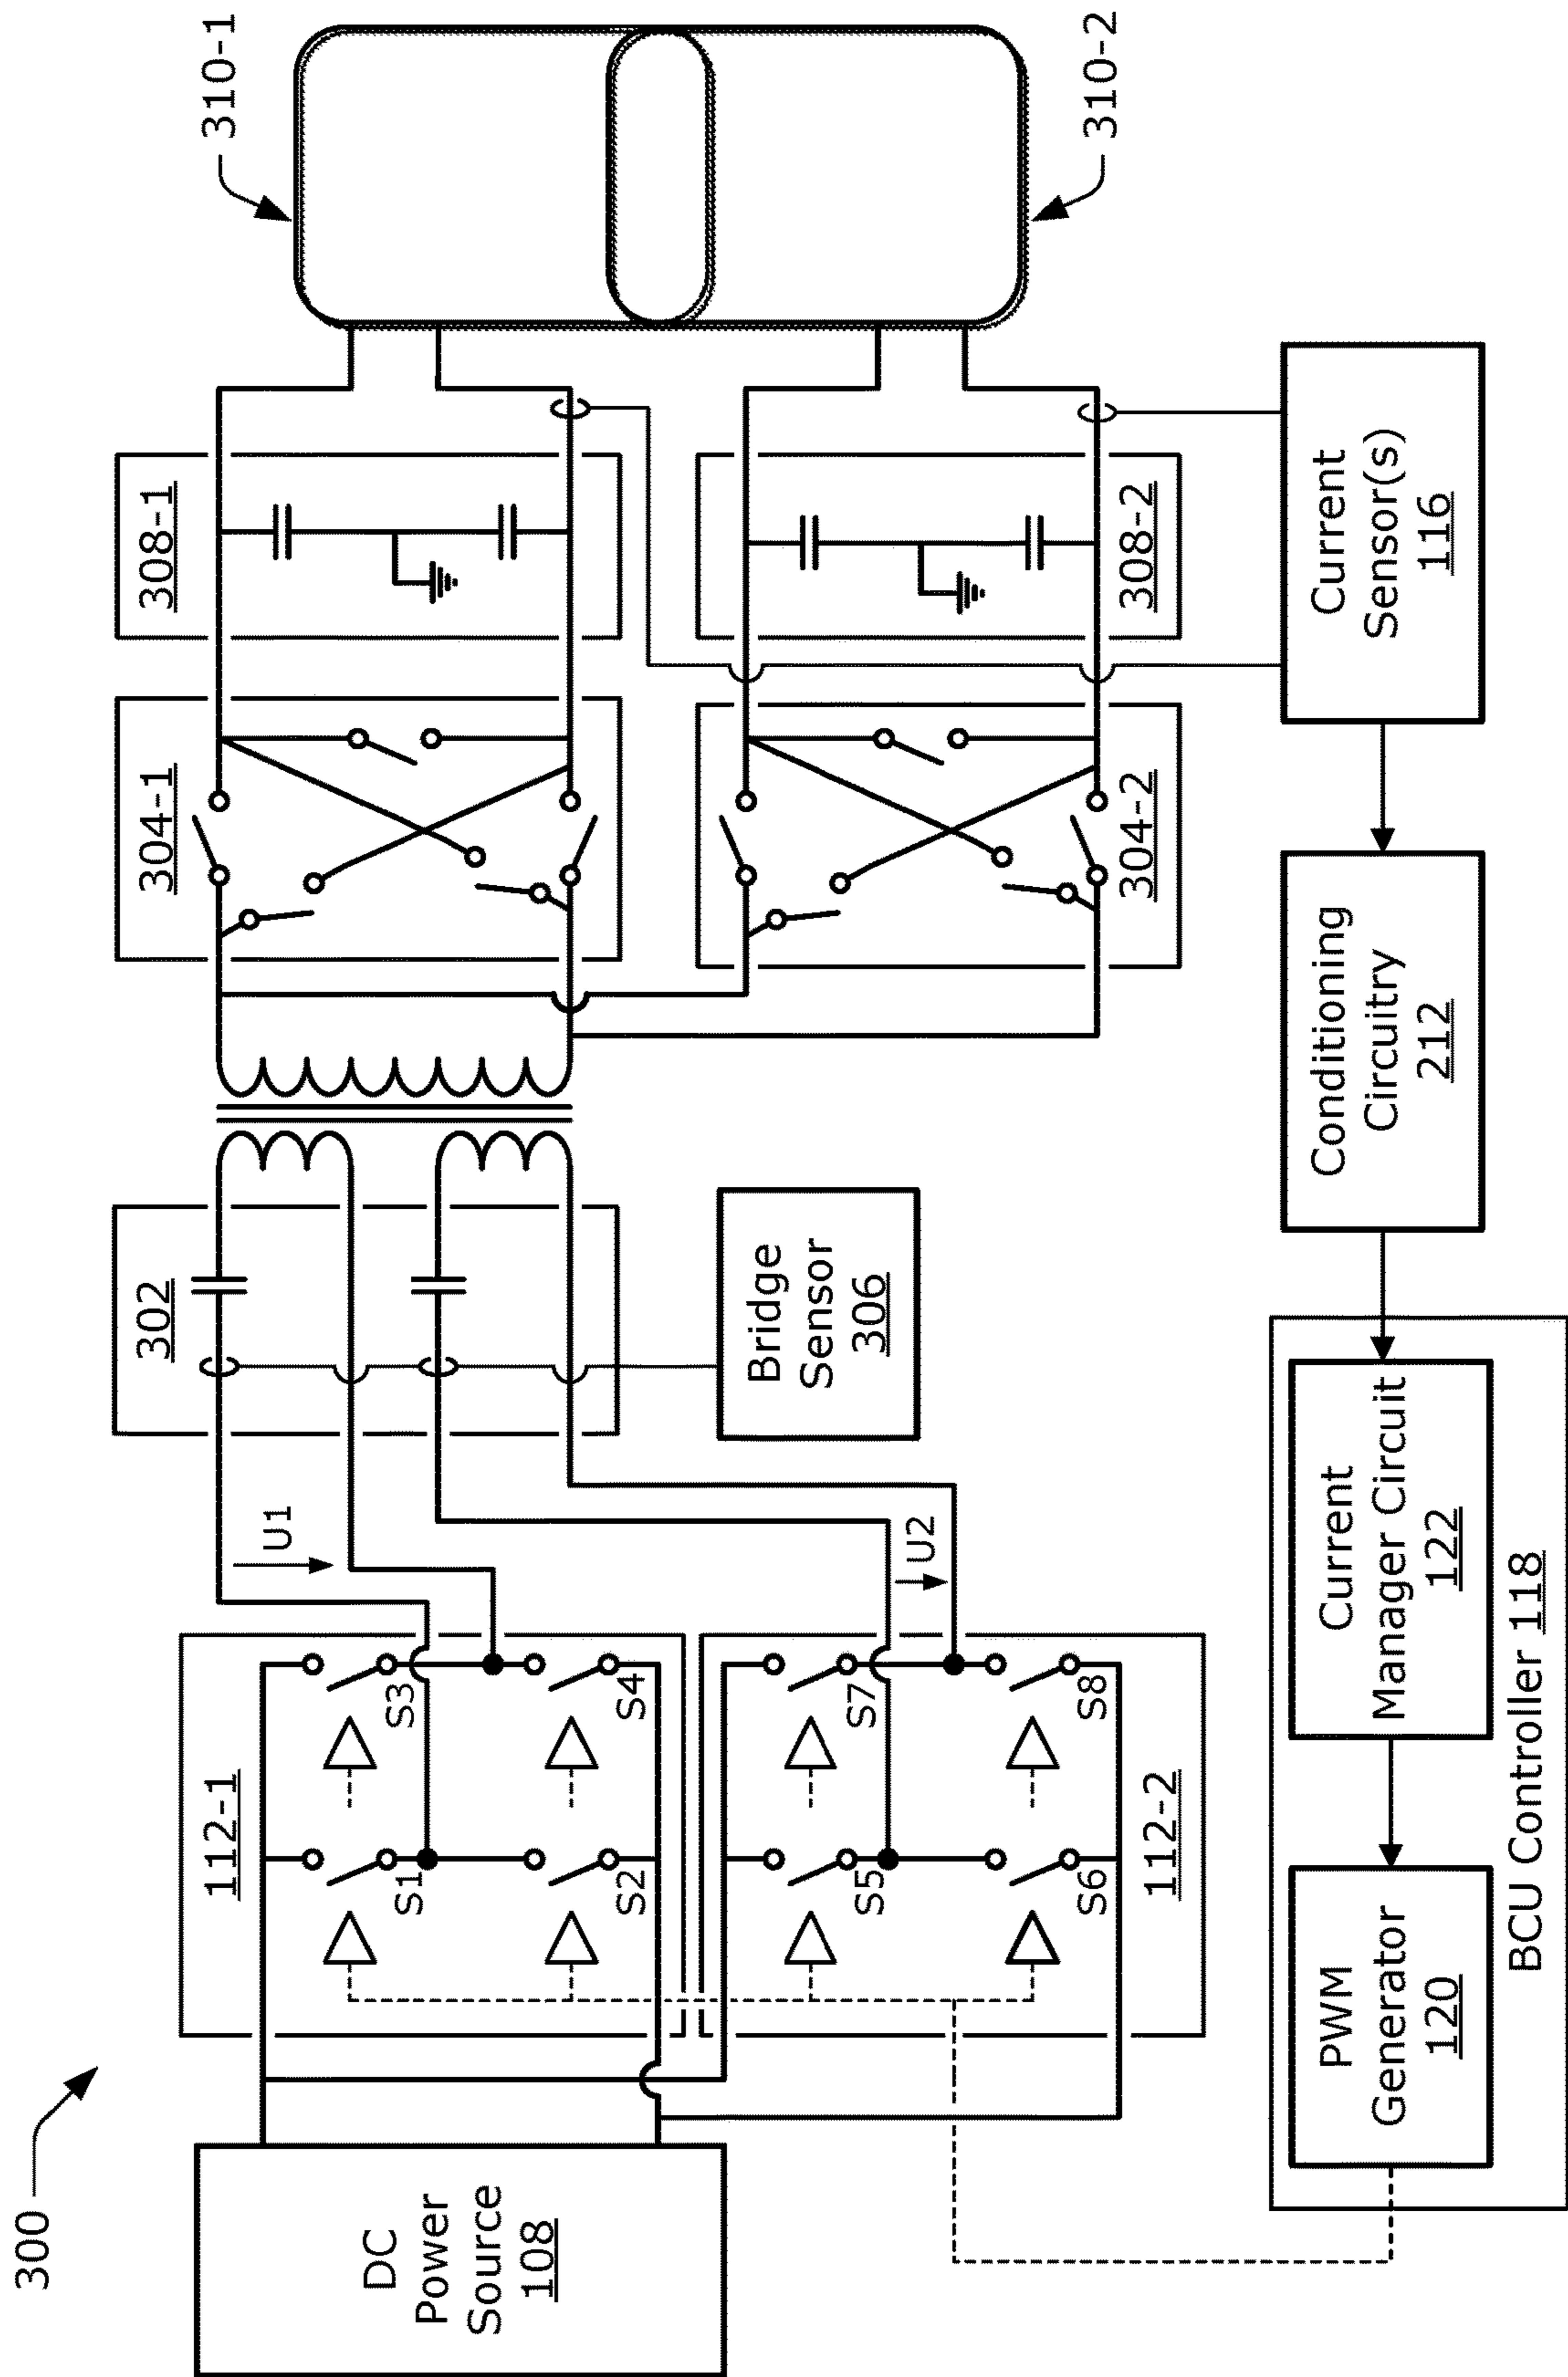 300
DC
Power
Source
108
112-1
S1
S2
S3
S4
112-2
S5
S6
S7
S8
U1
U2
302
Bridge
Sensor
306
304-1
304-2
308-1
308-2
310-1
310-2
Current
Sensor(s)
116
Conditioning
Circuitry
212
Current
Manager Circuit
122
PWM
Generator
120
BCU Controller 118